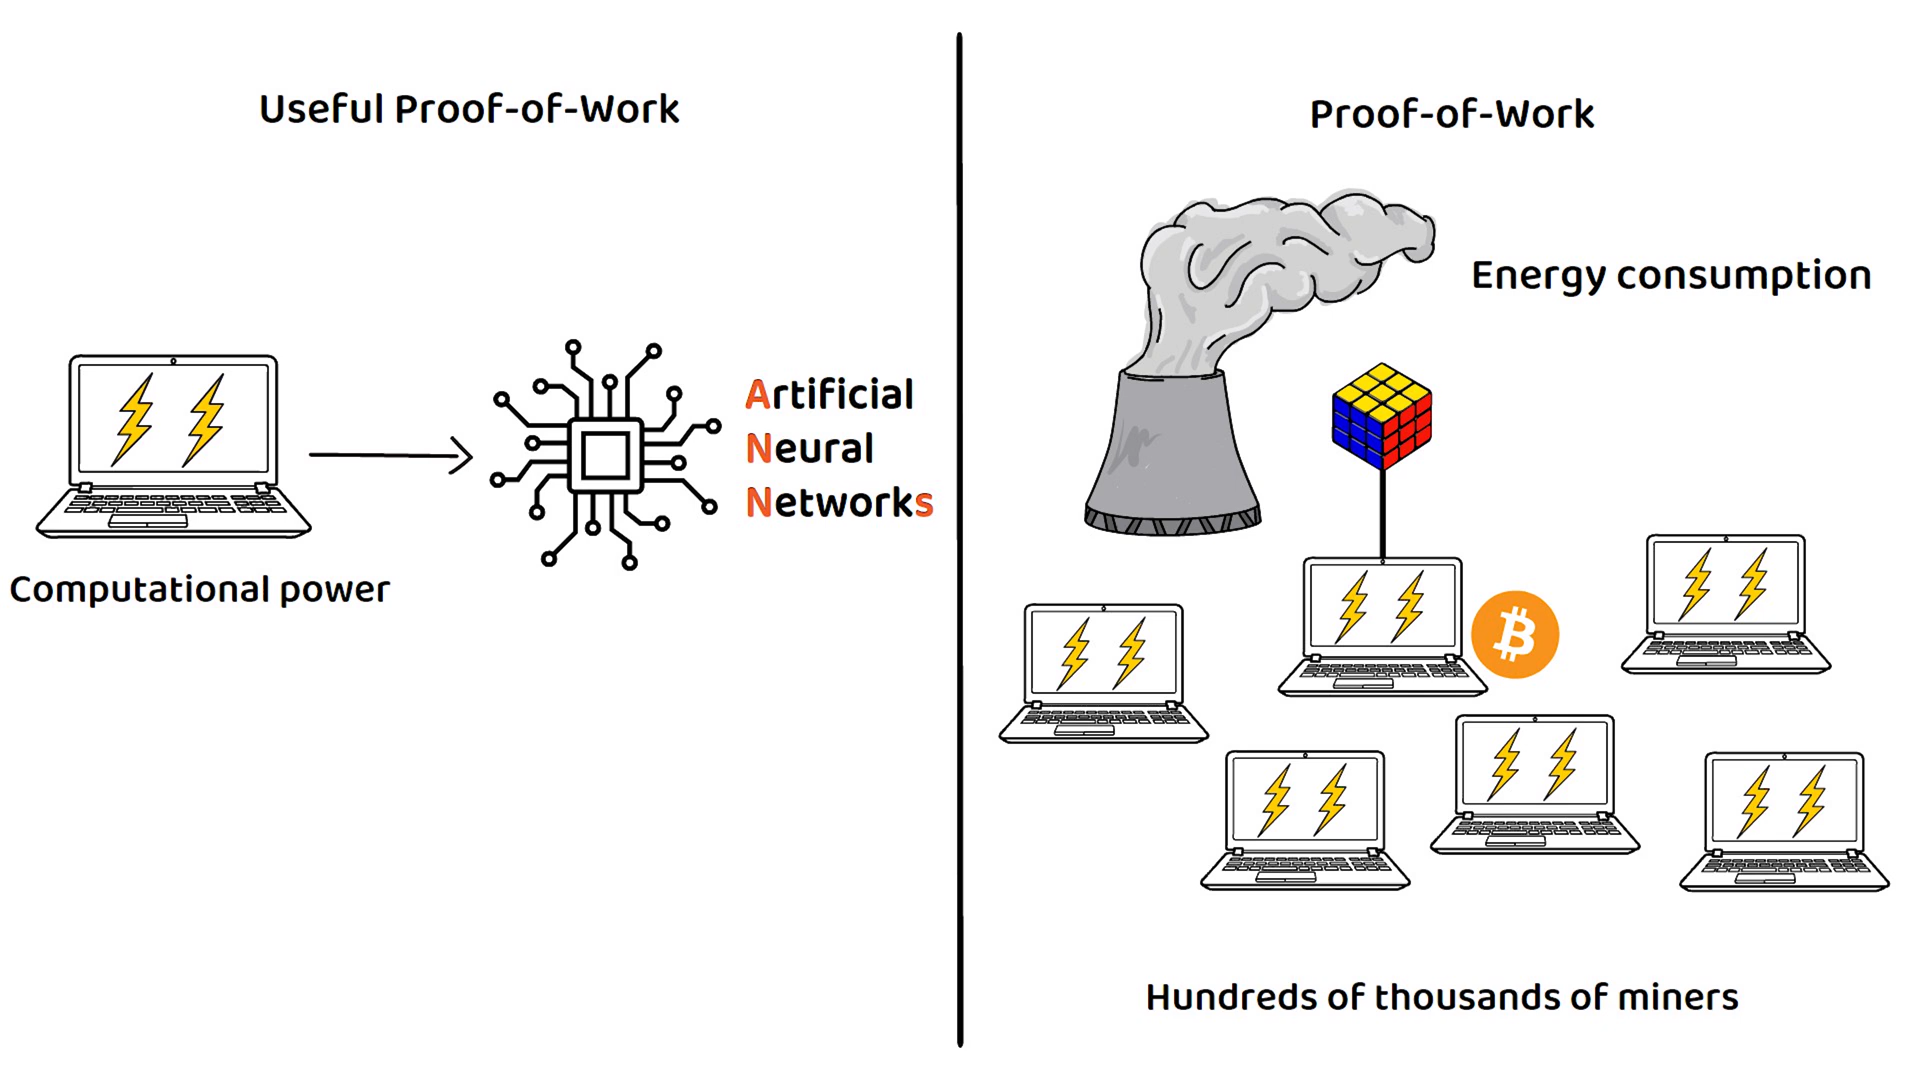 Useful Proof-of-Work
Computational power
Artificial
Neural
Networks
Proof-of-Work
Energy consumption
Hundreds of thousands of miners